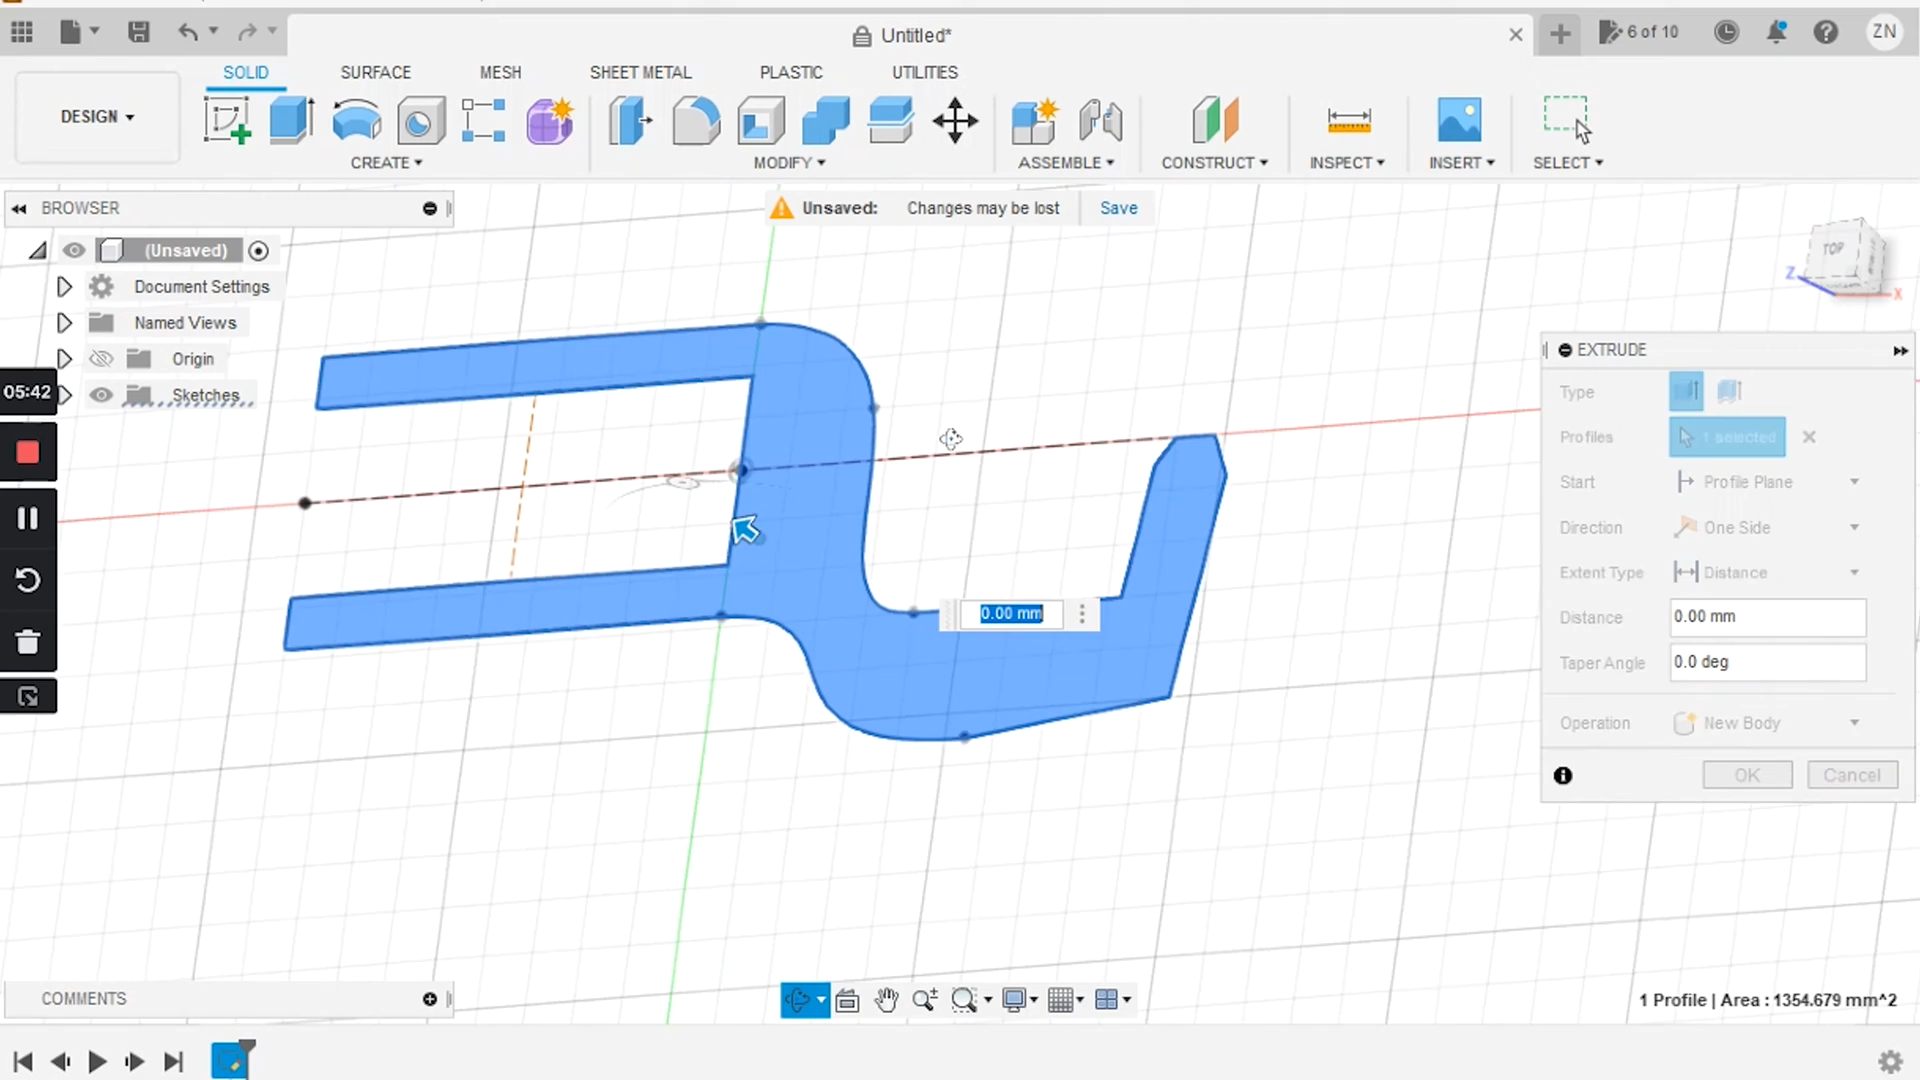 Untitled*
6 of 10
ZN
DESIGN
SOLID
SURFACE
MESH
SHEET METAL
PLASTIC
UTILITIES
CREATE
MODIFY
ASSEMBLE
CONSTRUCT
INSPECT
INSERT
SELECT
BROWSER
Unsaved: Changes may be lost Save
(Unsaved)
Document Settings
Named Views
Origin
Sketches
05:42
TOP
Z
X
EXTRUDE
Type
Profiles 1 selected
Start Profile Plane
Direction One Side
Extent Type Distance
Distance 0.00 mm
Taper Angle 0.0 deg
Operation New Body
OK Cancel
0.00 mm
COMMENTS
1 Profile | Area : 1354.679 mm^2